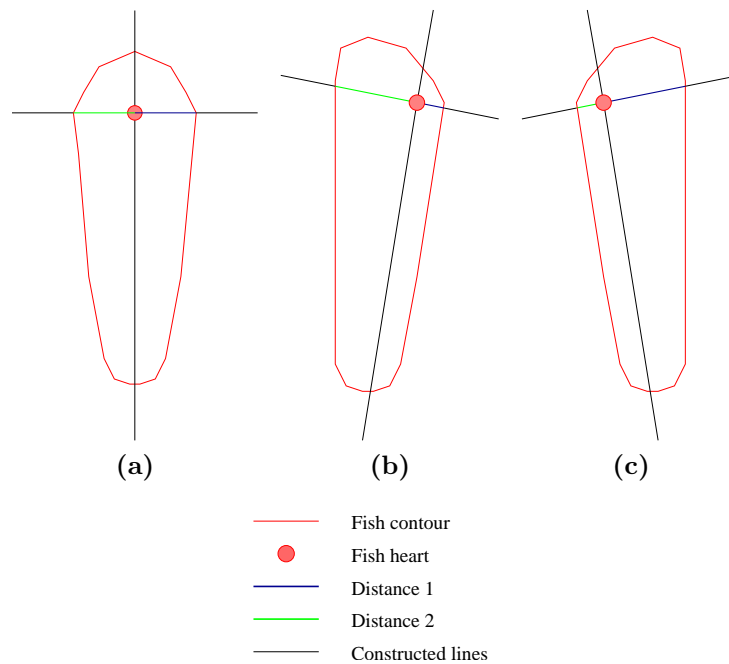 (a)
(b)
(c)
Fish contour
Fish heart
Distance 1
Distance 2
Constructed lines